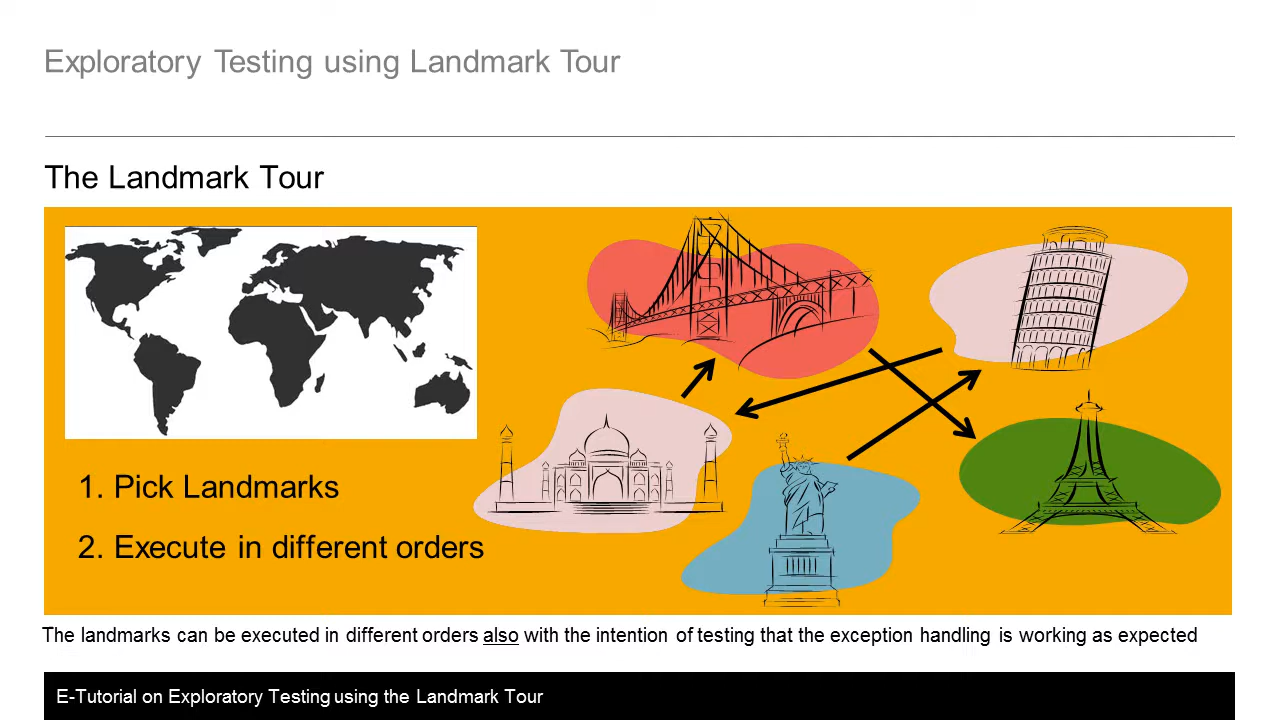 Exploratory Testing using Landmark Tour
The Landmark Tour
1. Pick Landmarks
2. Execute in different orders
The landmarks can be executed in different orders also with the intention of testing that the exception handling is working as expected
E-Tutorial on Exploratory Testing using the Landmark Tour